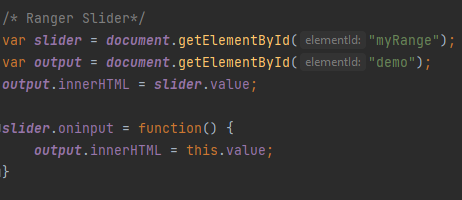 /* Ranger Slider*/
var slider = document.getElementById( elementId: "myRange");
var output = document.getElementById( elementId: "demo");
output.innerHTML = slider.value;
slider.oninput = function() {
output.innerHTML = this.value;
}